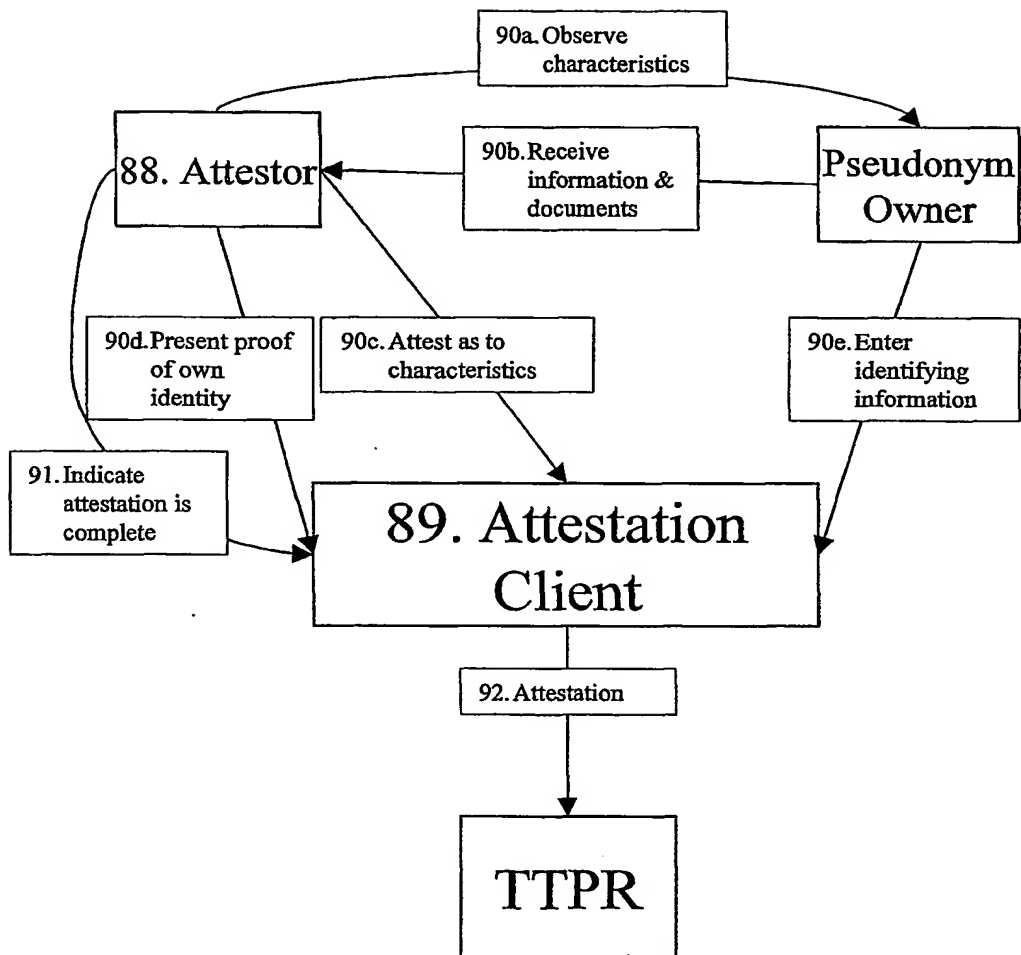 90a. Observe
characteristics
88. Attestor
90b. Receive
information &
documents
Pseudonym
Owner
90d. Present proof
of own
identity
90c. Attest as to
characteristics
90e. Enter
identifying
information
91. Indicate
attestation is
complete
89. Attestation
Client
92. Attestation
TTPR